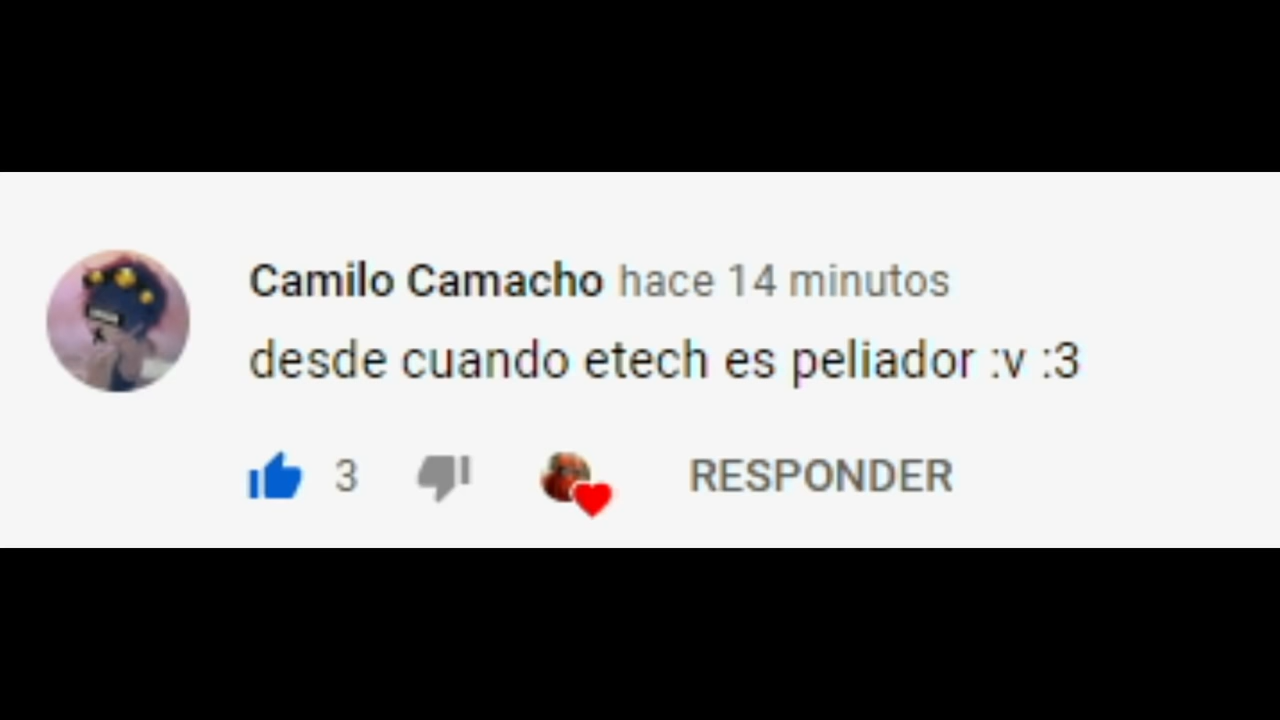 Camilo Camacho hace 14 minutos
desde cuando etech es peliador :v :3
3 RESPONDER